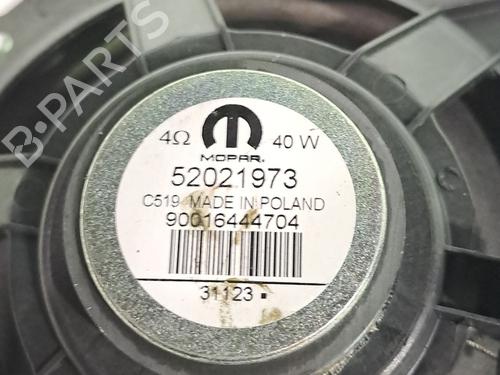 B-PARTS
4Ω 40 W
MOPAR.
52021973
C519 MADE IN POLAND
90016444704
31123